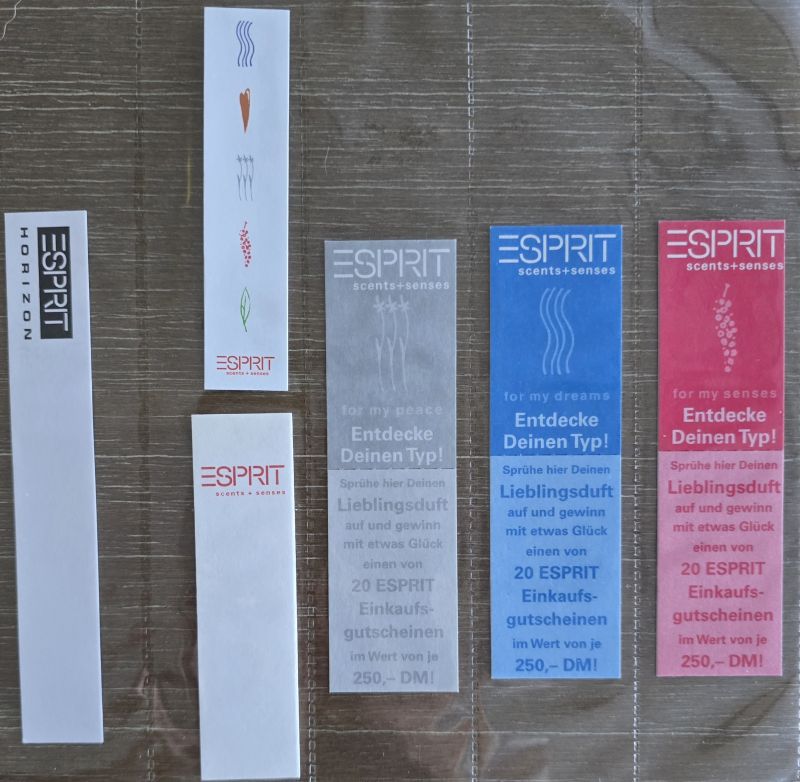 ESPRIT
HORIZON
ESPRIT
scents + senses
ESPRIT
scents + senses
ESPRIT
scents+senses
for my peace
Entdecke
Deinen Typ!
Sprühe hier Deinen
Lieblingsduft
auf und gewinn
mit etwas Glück
einen von
20 ESPRIT
Einkaufs-
gutscheinen
im Wert von je
250,– DM!
ESPRIT
scents+senses
for my dreams
Entdecke
Deinen Typ!
Sprühe hier Deinen
Lieblingsduft
auf und gewinn
mit etwas Glück
einen von
20 ESPRIT
Einkaufs-
gutscheinen
im Wert von je
250,– DM!
ESPRIT
scents+senses
for my senses
Entdecke
Deinen Typ!
Sprühe hier Deinen
Lieblingsduft
auf und gewinn
mit etwas Glück
einen von
20 ESPRIT
Einkaufs-
gutscheinen
im Wert von je
250,– DM!